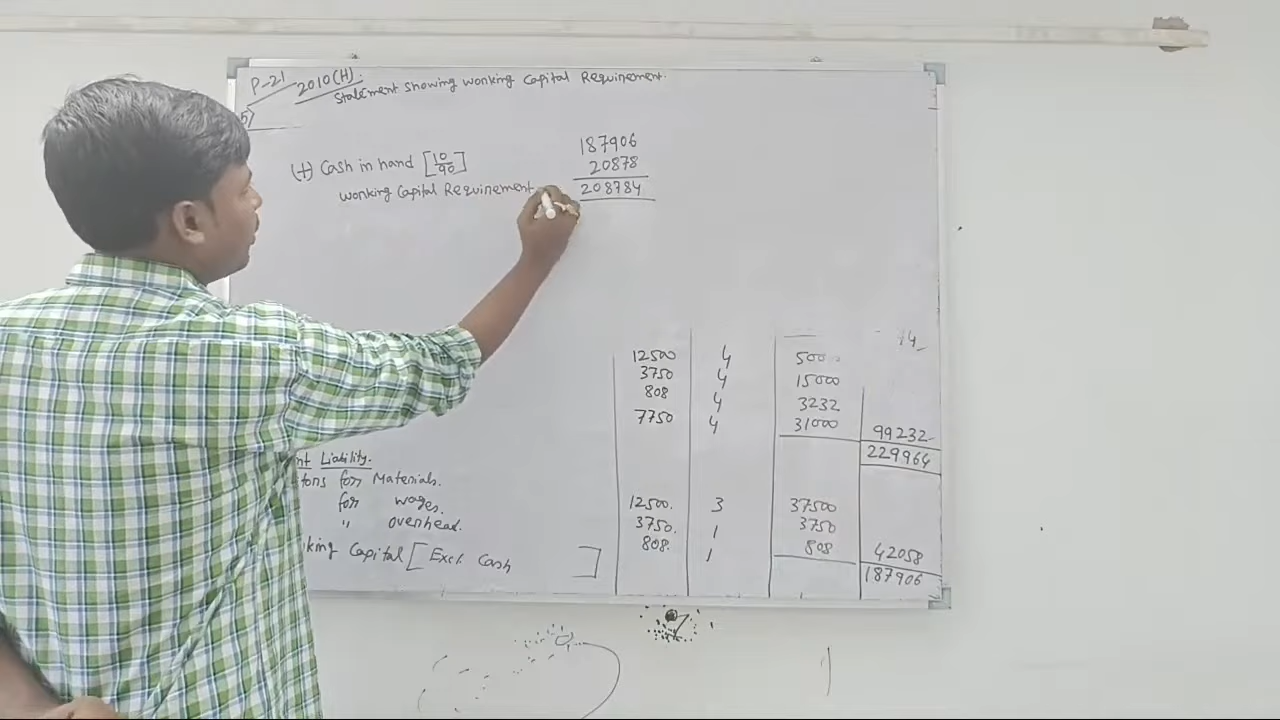 P-21 2010(H).
5)
Statement showing working Capital Requirement.
187906
(+) Cash in hand [10/90] 20878
Working Capital Requirement 208784
14
12500 4 5000
3750 4 15000
808 4 3232
7750 4 31000 99232
229964
nt Liability.
itons for Materials. 12500. 3 37500
for wages. 3750. 1 3750
" overhead. 808. 1 808 42058
king Capital [Excl. Cash ] 187906